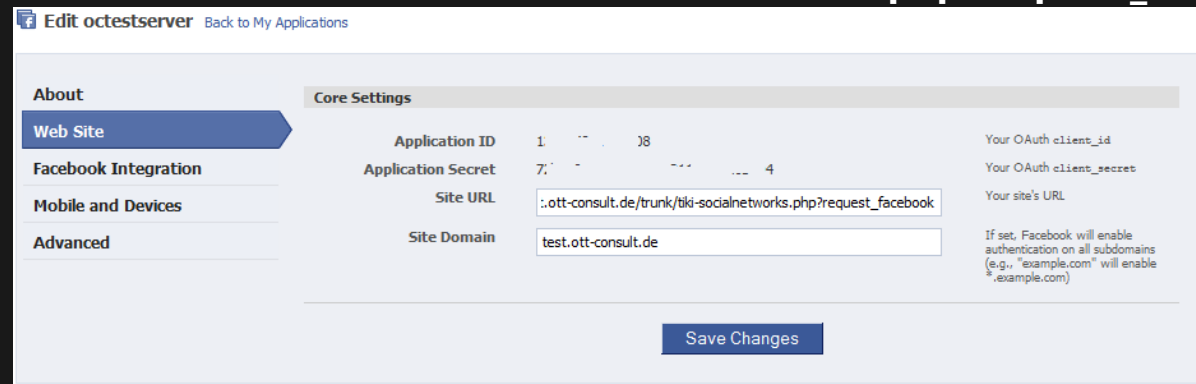 Edit octestserver Back to My Applications
About
Web Site
Facebook Integration
Mobile and Devices
Advanced
Core Settings
Application ID
Your OAuth client_id
Application Secret
Your OAuth client_secret
Site URL :.ott-consult.de/trunk/tiki-socialnetworks.php?request_facebook Your site's URL
Site Domain test.ott-consult.de
If set, Facebook will enable
authentication on all subdomains
(e.g., "example.com" will enable
*.example.com)
Save Changes